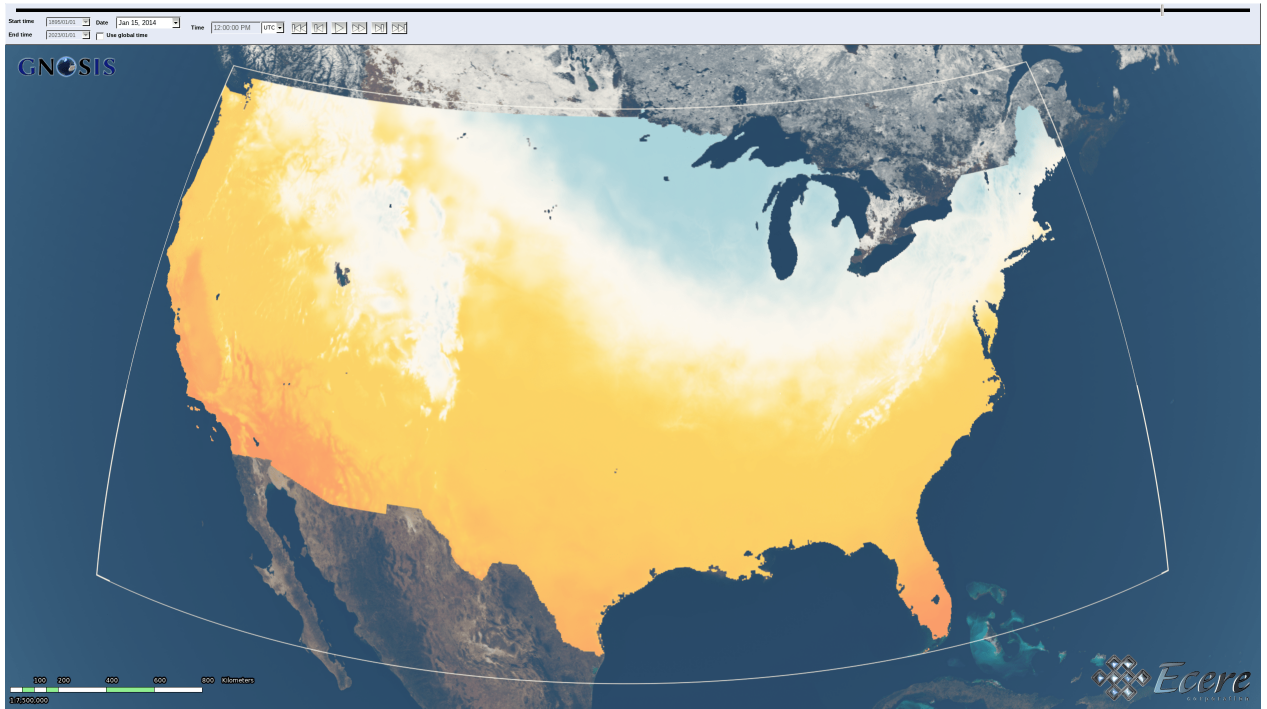 Start time 1895/01/01 Date Jan 15, 2014 Time 12:00:00 PM UTC
End time 2023/01/01 Use global time
GNOSIS
100 200 400 600 800 Kilometers
1:7,500,000
Ecere
corporation